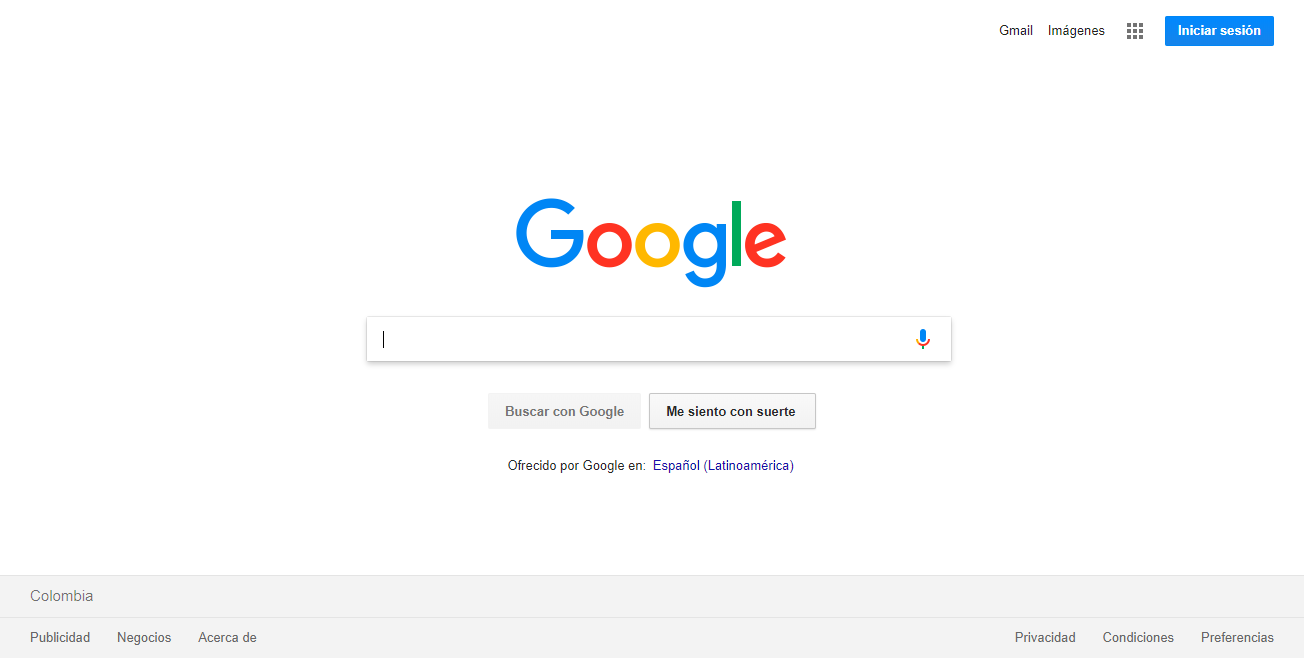 Gmail Imágenes Iniciar sesión
Google
Buscar con Google Me siento con suerte
Ofrecido por Google en: Español (Latinoamérica)
Colombia
Publicidad Negocios Acerca de Privacidad Condiciones Preferencias